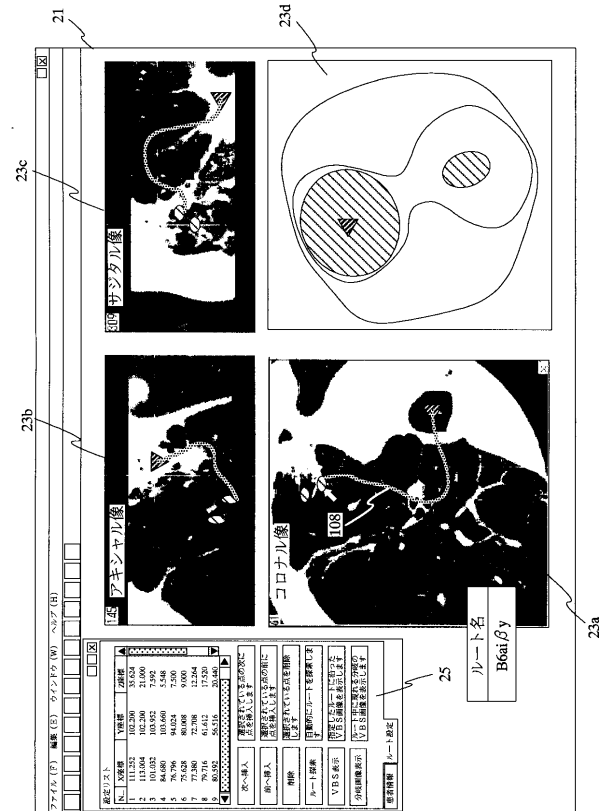 21
23a
23b
23c
23d
25
ファイル (F) 編集 (E) ウインドウ (W) ヘルプ (H)
設定リスト
N... X座標 Y座標 Z座標
1 111.252 102.200 35.624
2 113.004 102.200 21.000
3 101.032 103.952 7.592
4 84.680 103.660 5.548
5 76.796 94.024 7.500
6 75.628 80.008 9.000
7 77.380 72.708 12.264
8 79.716 61.612 17.520
9 80.592 56.516 20.440
次へ挿入 選択されている点の次に点を挿入します
前へ挿入 選択されている点の前に点を挿入します
削除 選択されている点を削除します
ルート探索 自動的にルートを探索します
VBS表示 指定したルートに沿ったVBS画像を表示します
分岐画像表示 ルート中に現れる分岐のVBS画像を表示します
患者情報 ルート設定
145 アキシャル像
309 サジタル像
61 コロナル像
108
ルート名
B6aiβy